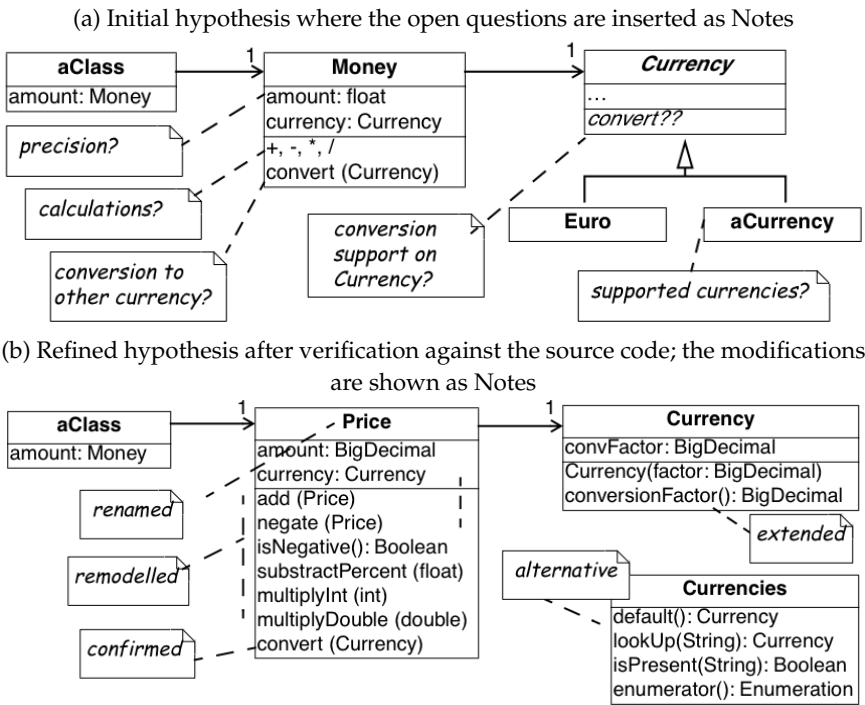 (a) Initial hypothesis where the open questions are inserted as Notes
aClass
amount: Money
1
Money
amount: float
currency: Currency
+, -, *, /
convert (Currency)
1
Currency
...
convert??
precision?
calculations?
conversion to
other currency?
conversion
support on
Currency?
Euro
aCurrency
supported currencies?
(b) Refined hypothesis after verification against the source code; the modifications
are shown as Notes
aClass
amount: Money
1
Price
amount: BigDecimal
currency: Currency
add (Price)
negate (Price)
isNegative(): Boolean
substractPercent (float)
multiplyInt (int)
multiplyDouble (double)
convert (Currency)
1
Currency
convFactor: BigDecimal
Currency(factor: BigDecimal)
conversionFactor(): BigDecimal
renamed
remodelled
confirmed
extended
alternative
Currencies
default(): Currency
lookUp(String): Currency
isPresent(String): Boolean
enumerator(): Enumeration